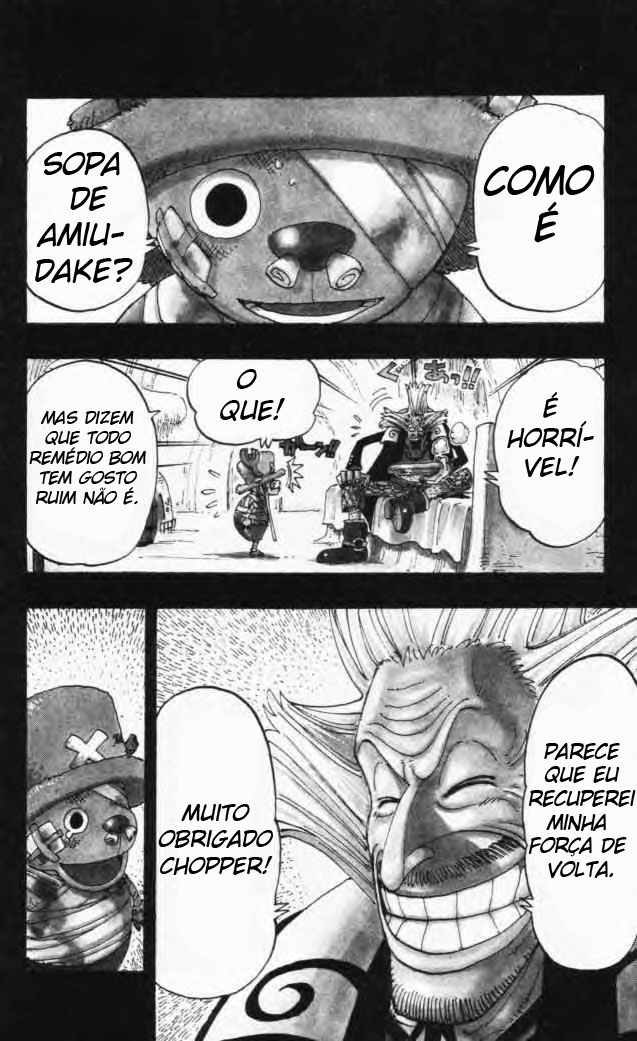 COMO
É
SOPA
DE
AMIU-
DAKE?
É
HORRÍ-
VEL!
O
QUE!
MAS DIZEM
QUE TODO
REMÉDIO BOM
TEM GOSTO
RUIM NÃO É.
PARECE
QUE EU
RECUPEREI
MINHA
FORÇA DE
VOLTA.
MUITO
OBRIGADO
CHOPPER!